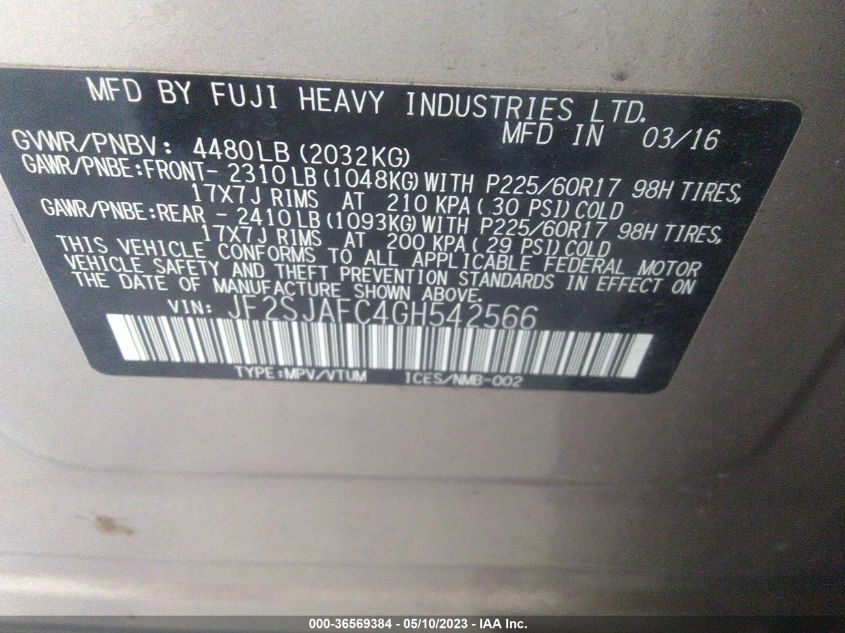 MFD BY FUJI HEAVY INDUSTRIES LTD.
MFD IN 03/16
GVWR/PNBV: 4480LB (2032KG)
GAWR/PNBE:FRONT- 2310LB (1048KG) WITH P225/60R17 98H TIRES,
17X7J RIMS AT 210 KPA ( 30 PSI) COLD
GAWR/PNBE:REAR - 2410LB (1093KG) WITH P225/60R17 98H TIRES,
17X7J RIMS AT 200 KPA ( 29 PSI) COLD
THIS VEHICLE CONFORMS TO ALL APPLICABLE FEDERAL MOTOR
VEHICLE SAFETY AND THEFT PREVENTION STANDARDS IN EFFECT ON
THE DATE OF MANUFACTURE SHOWN ABOVE.
VIN: JF2SJAFC4GH542566
TYPE:MPV/VTUM ICES/NMB-002
000-36569384 - 05/10/2023 - IAA Inc.